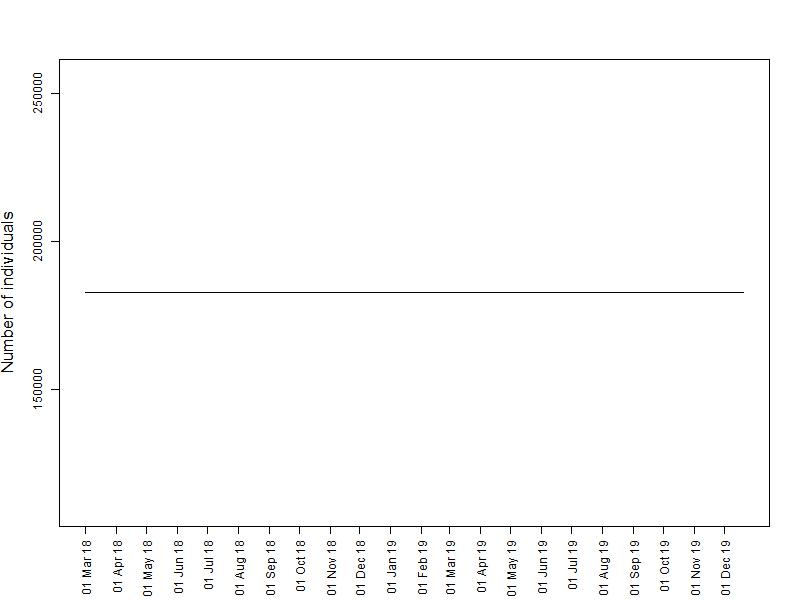 Number of individuals
250000
200000
150000
01 Mar 18
01 Apr 18
01 May 18
01 Jun 18
01 Jul 18
01 Aug 18
01 Sep 18
01 Oct 18
01 Nov 18
01 Dec 18
01 Jan 19
01 Feb 19
01 Mar 19
01 Apr 19
01 May 19
01 Jun 19
01 Jul 19
01 Aug 19
01 Sep 19
01 Oct 19
01 Nov 19
01 Dec 19